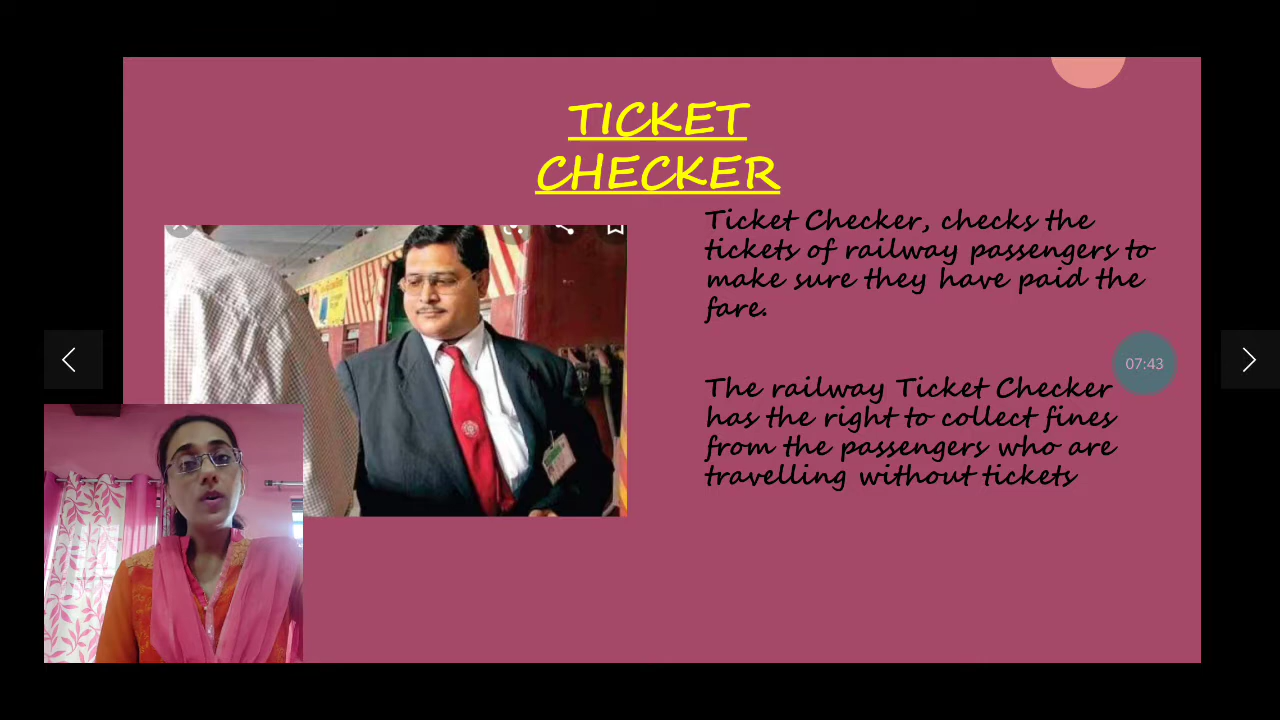 TICKET
CHECKER
Ticket Checker, checks the
tickets of railway passengers to
make sure they have paid the
fare.
07:43
The railway Ticket Checker
has the right to collect fines
from the passengers who are
travelling without tickets